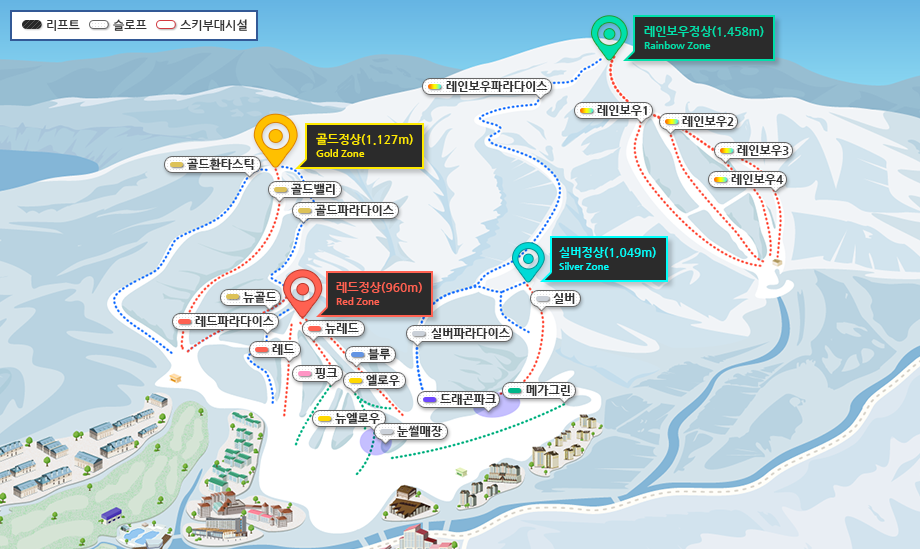 리프트 슬로프 스키부대시설
레인보우정상(1,458m)
Rainbow Zone
레인보우파라다이스
레인보우1
레인보우2
레인보우3
레인보우4
골드정상(1,127m)
Gold Zone
골드환타스틱
골드밸리
골드파라다이스
실버정상(1,049m)
Silver Zone
레드정상(960m)
Red Zone
뉴골드
실버
레드파라다이스
뉴레드
실버파라다이스
레드
블루
핑크
옐로우
드래곤파크
메가그린
뉴옐로우
눈썰매장